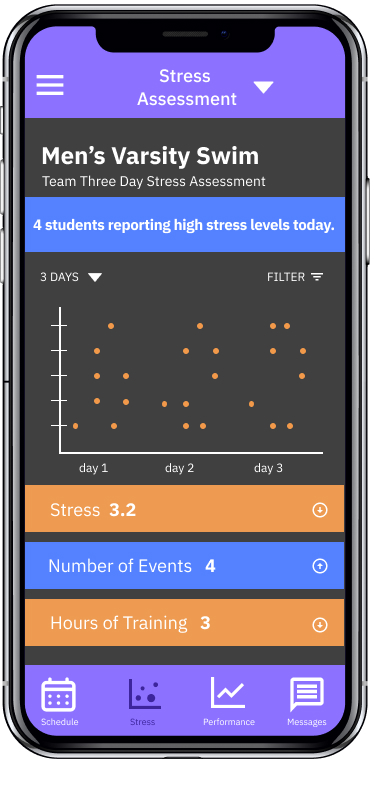 Stress
Assessment
Men's Varsity Swim
Team Three Day Stress Assessment
4 students reporting high stress levels today.
3 DAYS
FILTER
day 1
day 2
day 3
Stress 3.2
Number of Events 4
Hours of Training 3
Schedule
Stress
Performance
Messages